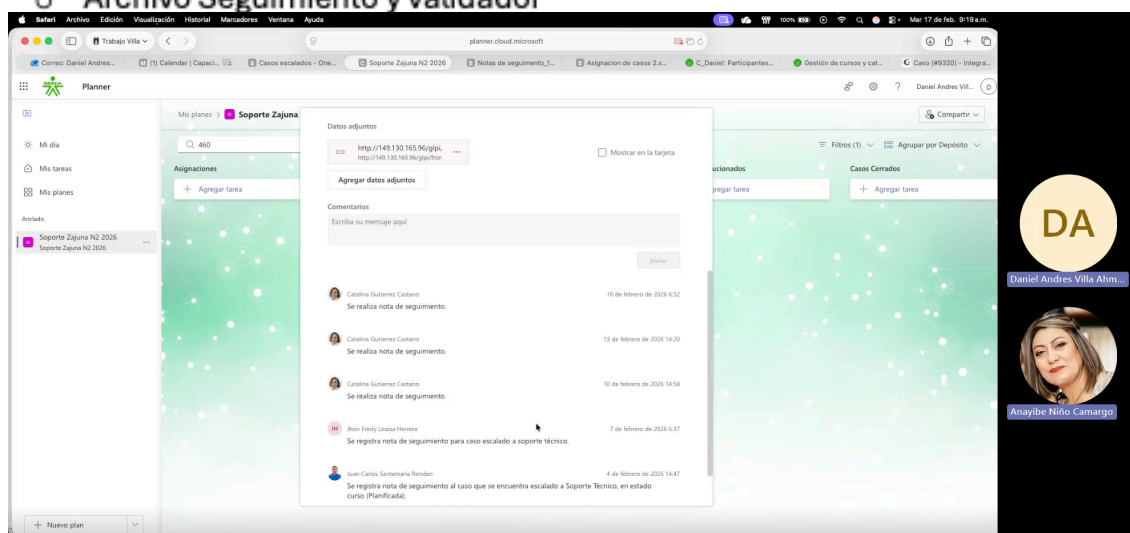 Archivo Seguimiento y validador
Safari Archivo Edición Visualización Historial Marcadores Ventana Ayuda
100% Mar 17 de feb. 9:19 a.m.
Trabajo Villa
planner.cloud.microsoft
Correo: Daniel Andres...
(1) Calendar | Capaci...
Casos escalados - One...
Soporte Zajuna N2 2026
Notas de seguimento_1...
Asignacion de casos 2.x...
C_Daniel: Participantes...
Gestión de cursos y cat...
Caso (#9320) - Integra...
SENA
Planner
Daniel Andres Vill...
D
Mis planes > Soporte Zajuna
Compartir
Mi día
Mis tareas
Mis planes
Anclado
Soporte Zajuna N2 2026
Soporte Zajuna N2 2026
Nuevo plan
460
Filtros (1)
Agrupar por Depósito
Asignaciones
Agregar tarea
ucionados
gregar tarea
Casos Cerrados
Agregar tarea
Datos adjuntos
http://149.130.165.96/glpi.
http://149.130.165.96/glpi/fron
Mostrar en la tarjeta
Agregar datos adjuntos
Comentarios
Escriba su mensaje aquí
Enviar
Catalina Gutierrez Castano 16 de febrero de 2026 6:52
Se realiza nota de seguimiento.
Catalina Gutierrez Castano 13 de febrero de 2026 14:20
Se realiza nota de seguimiento.
Catalina Gutierrez Castano 10 de febrero de 2026 14:58
Se realiza nota de seguimiento.
JH Jhon Fredy Loaiza Herrera 7 de febrero de 2026 6:37
Se registra nota de seguimiento para caso escalado a soporte técnico.
Juan Carlos Santamaria Rendon 4 de febrero de 2026 14:47
Se registra nota de seguimiento al caso que se encuentra escalado a Soporte Técnico, en estado
curso (Planificada).
DA
Daniel Andres Villa Ahm...
Anayibe Niño Camargo